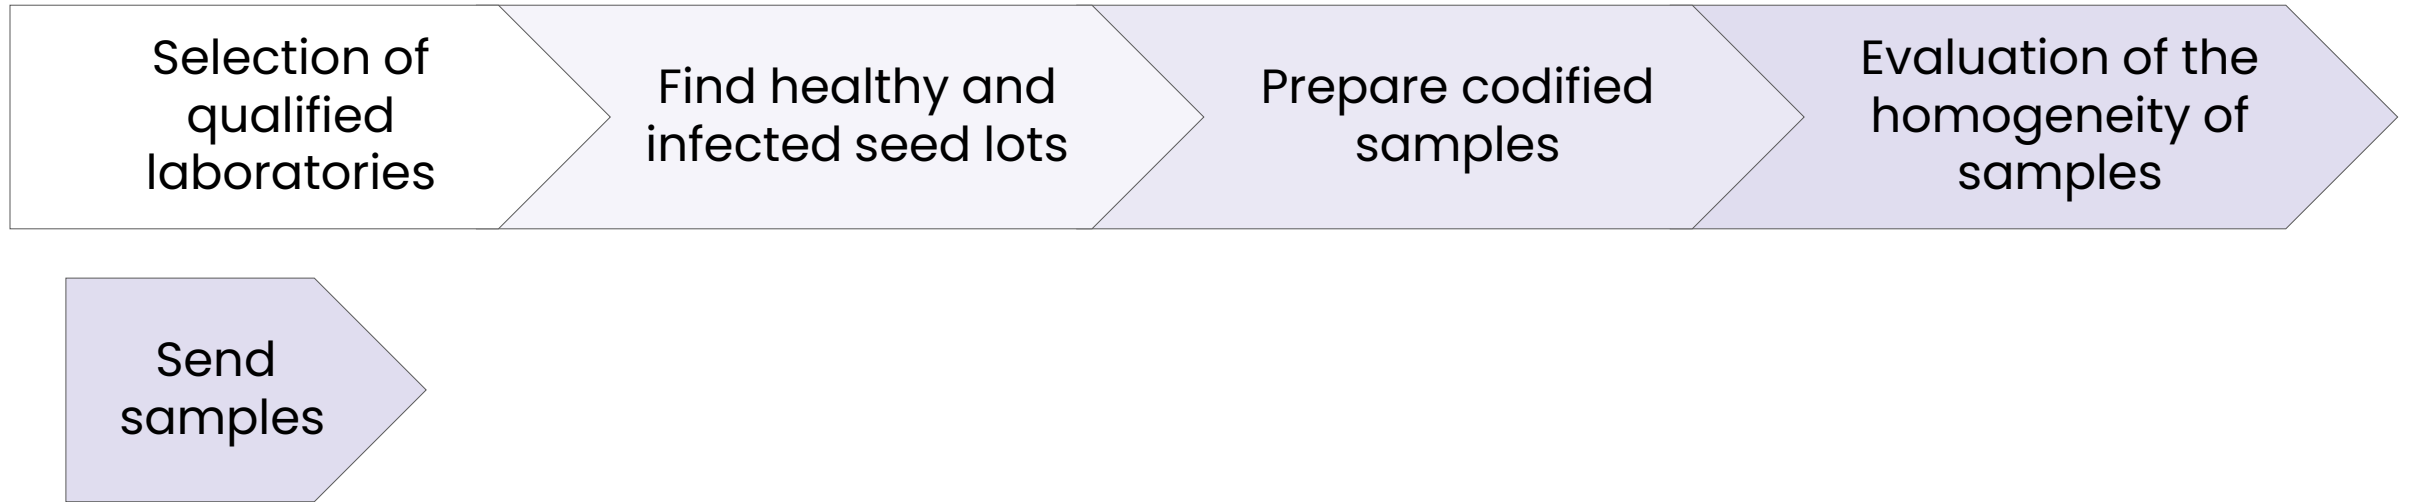 Selection of
qualified
laboratories
Find healthy and
infected seed lots
Prepare codified
samples
Evaluation of the
homogeneity of
samples
Send
samples